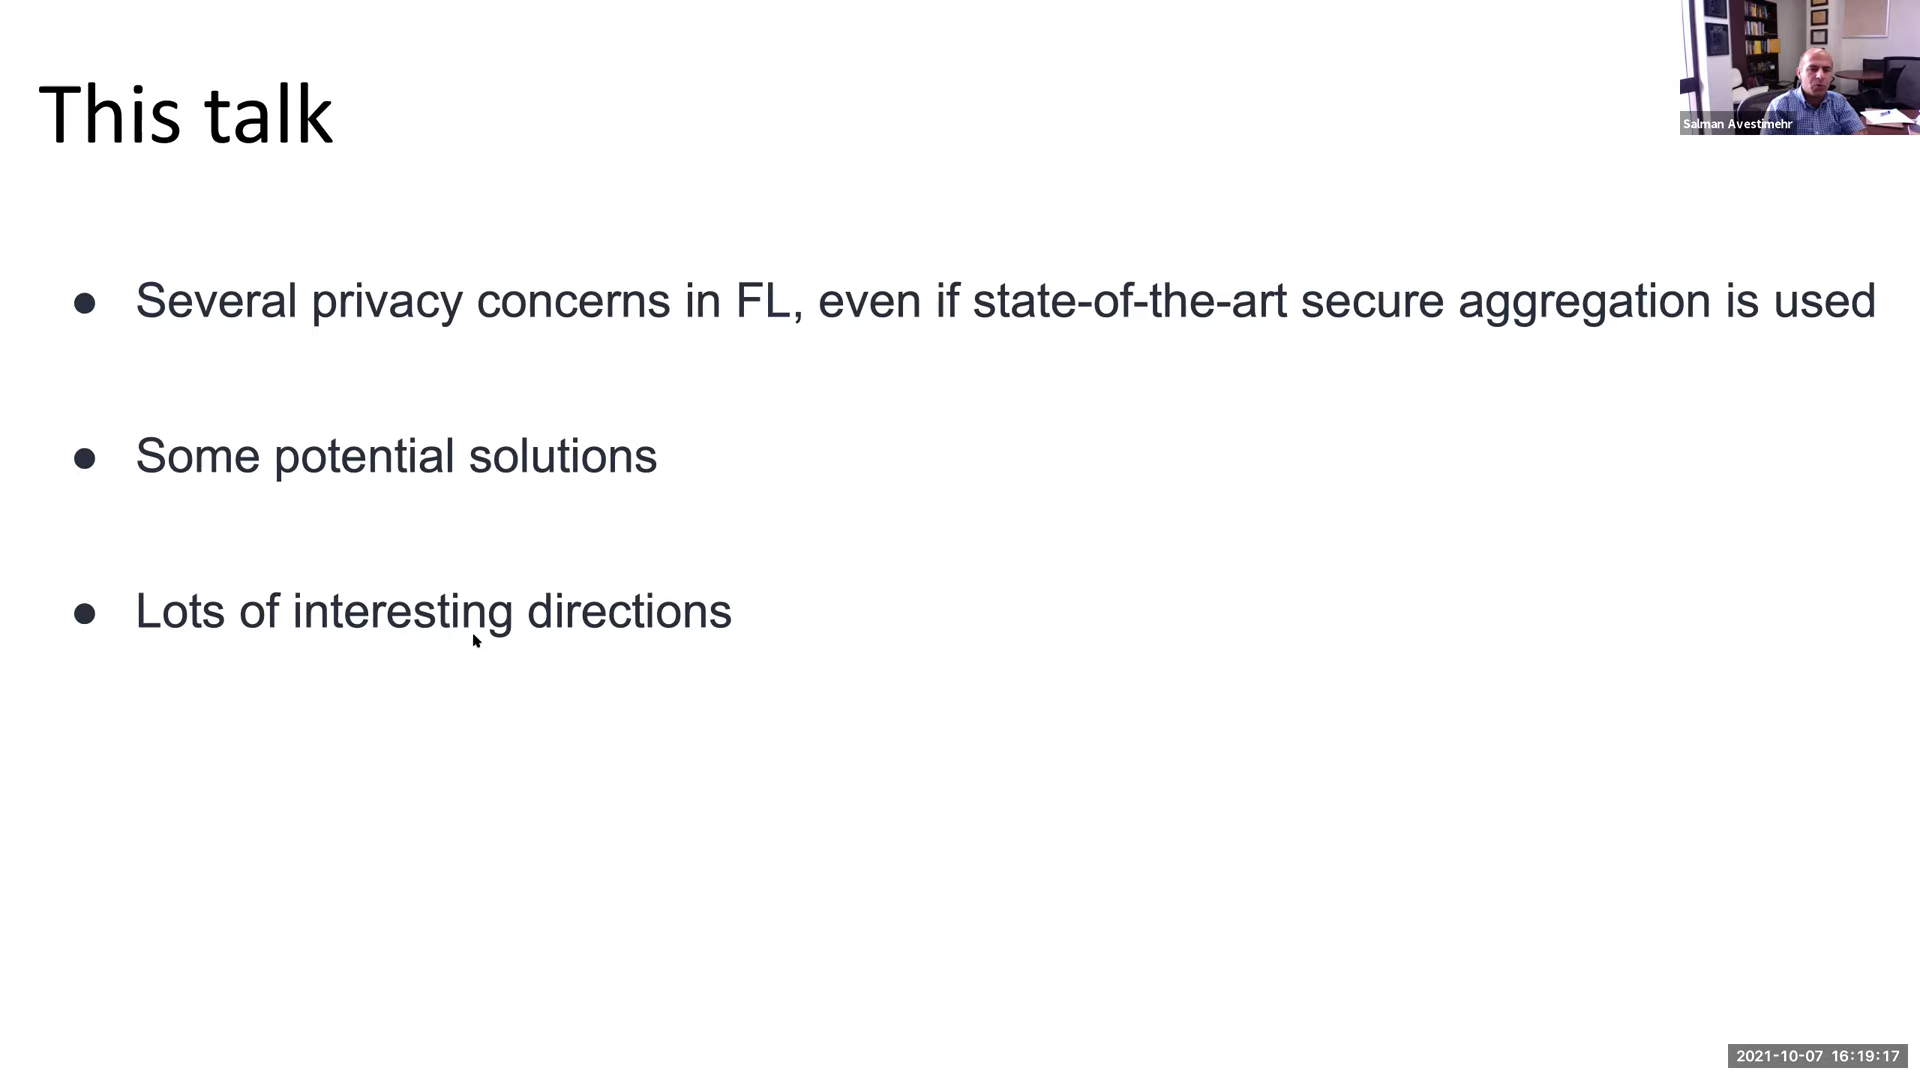 This talk
Salman Avestimehr
● Several privacy concerns in FL, even if state-of-the-art secure aggregation is used
● Some potential solutions
● Lots of interesting directions
2021-10-07 16:19:17